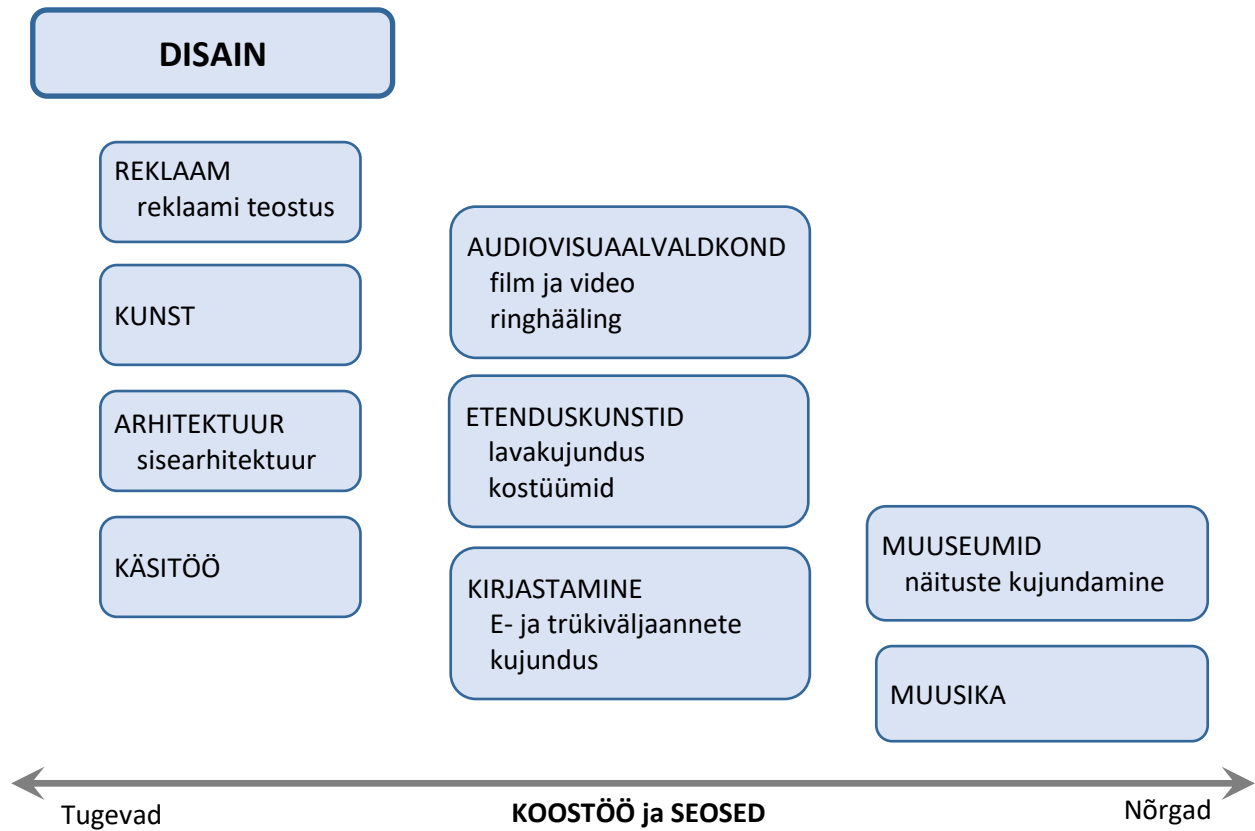 DISAIN
REKLAAM
reklaami teostus
KUNST
ARHITEKTUUR
sisearhitektuur
KÄSITÖÖ
AUDIOVISUAALVALDKOND
film ja video
ringhääling
ETENDUSKUNSTID
lavakujundus
kostüümid
KIRJASTAMINE
E- ja trükiväljaannete
kujundus
MUUSEUMID
näituste kujundamine
MUUSIKA
Tugevad
KOOSTÖÖ ja SEOSED
Nõrgad